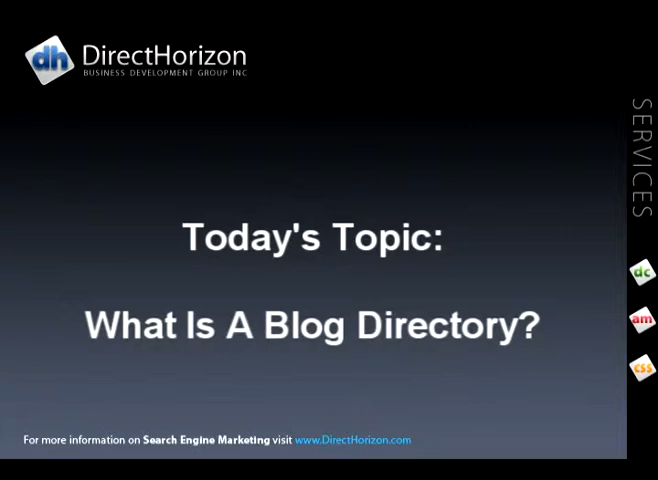 dh DirectHorizon
BUSINESS DEVELOPMENT GROUP INC
SERVICES
Today's Topic:
What Is A Blog Directory?
dc
am
css
For more information on Search Engine Marketing visit www.DirectHorizon.com